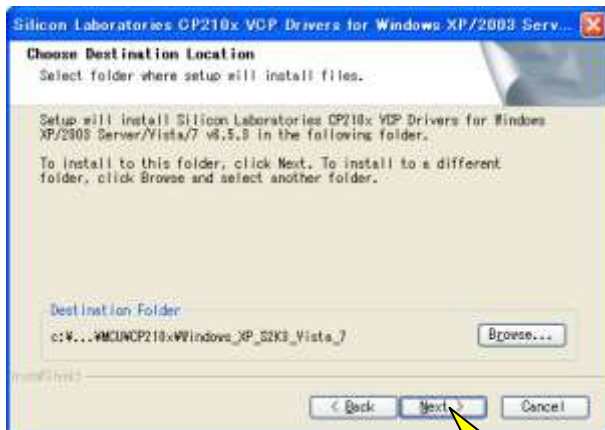 Silicon Laboratories CP210x VCP Drivers for Windows XP/2003 Serv...
Choose Destination Location
Select folder where setup will install files.
Setup will install Silicon Laboratories CP210x VCP Drivers for Windows
XP/2003 Server/Vista/7 v6.5.3 in the following folder.
To install to this folder, click Next. To install to a different
folder, click Browse and select another folder.
Destination Folder
c:¥...¥MCU¥CP210x¥Windows_XP_S2K3_Vista_7
Browse...
InstallShield
< Back
Next >
Cancel